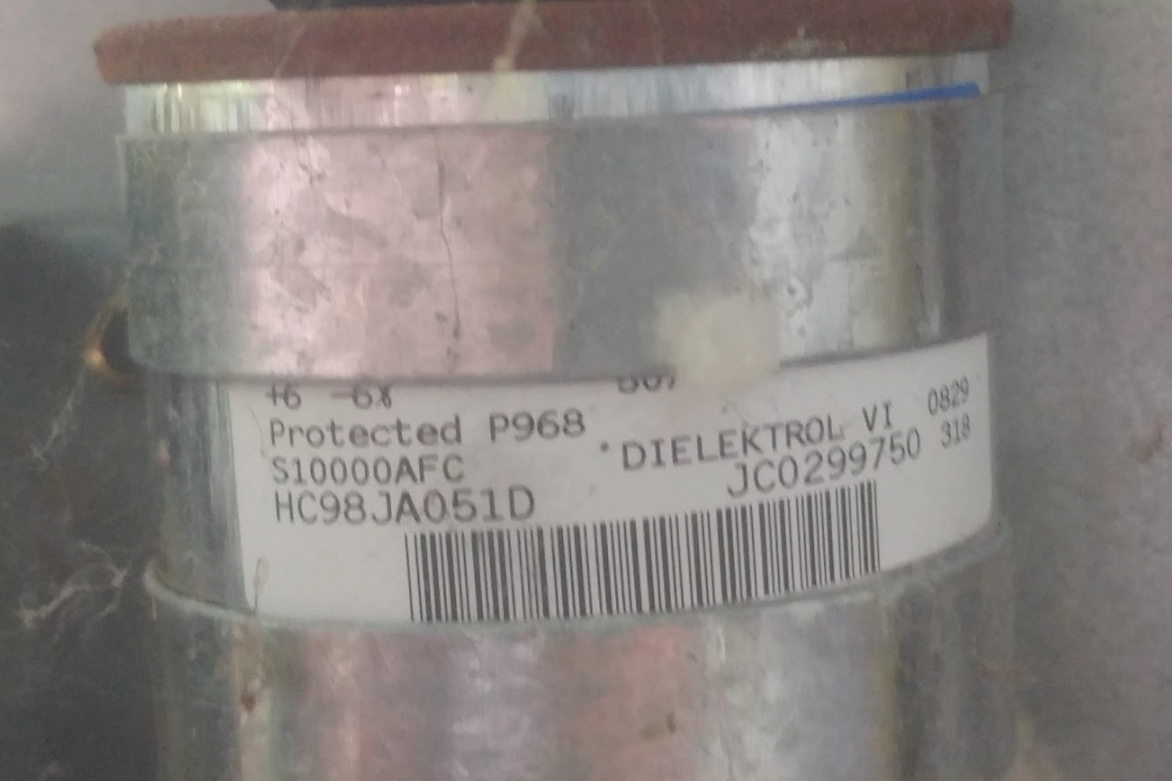 +6 -6%
Protected P968
S10000AFC
HC98JA051D
*DIELEKTROL VI 0829
JC0299750 318